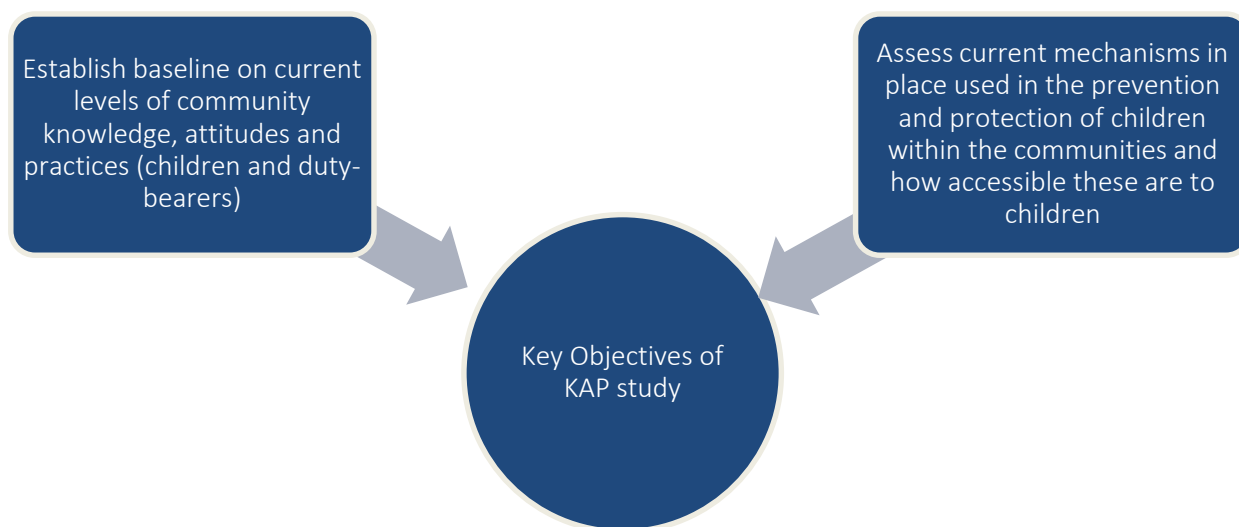 Establish baseline on current
levels of community
knowledge, attitudes and
practices (children and duty-
bearers)
Assess current mechanisms in
place used in the prevention
and protection of children
within the communities and
how accessible these are to
children
Key Objectives of
KAP study